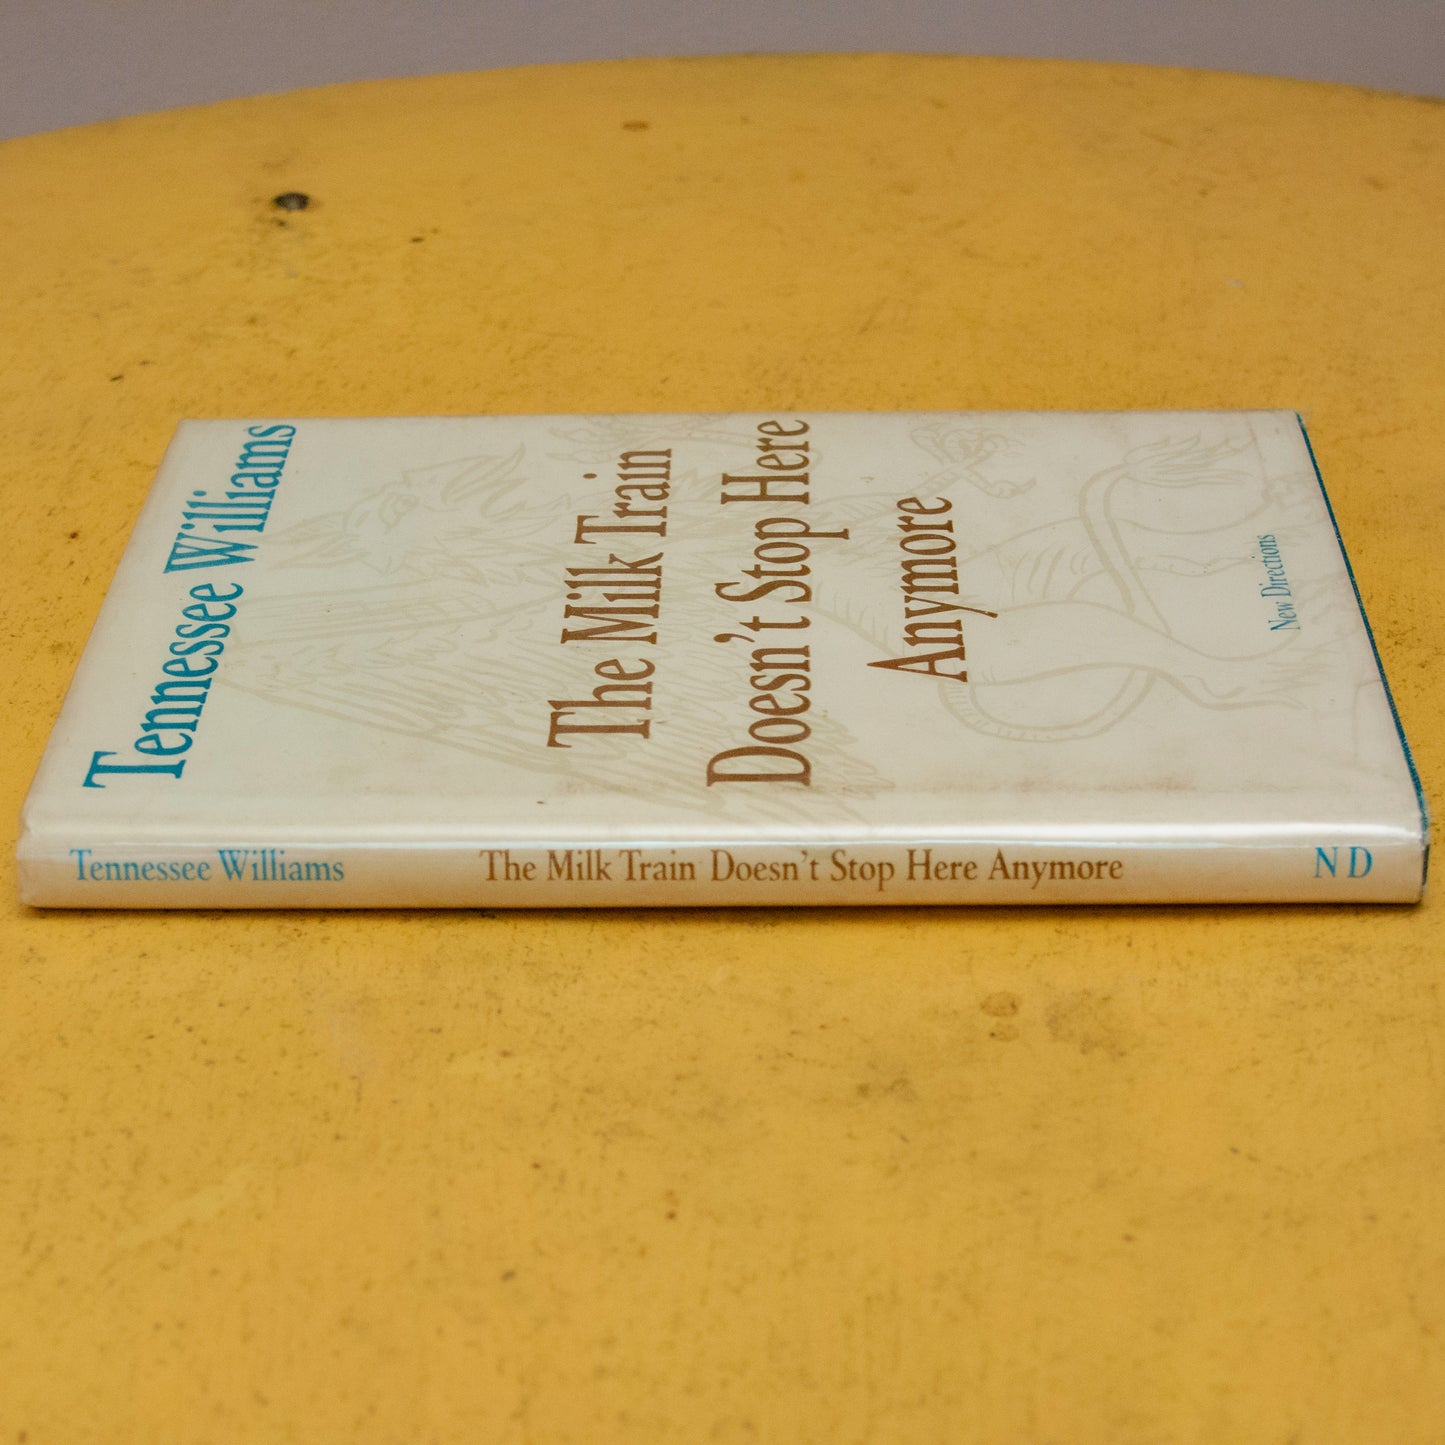 Tennessee Williams
The Milk Train
Doesn't Stop Here
Anymore
New Directions
Tennessee Williams
The Milk Train Doesn't Stop Here Anymore
N D